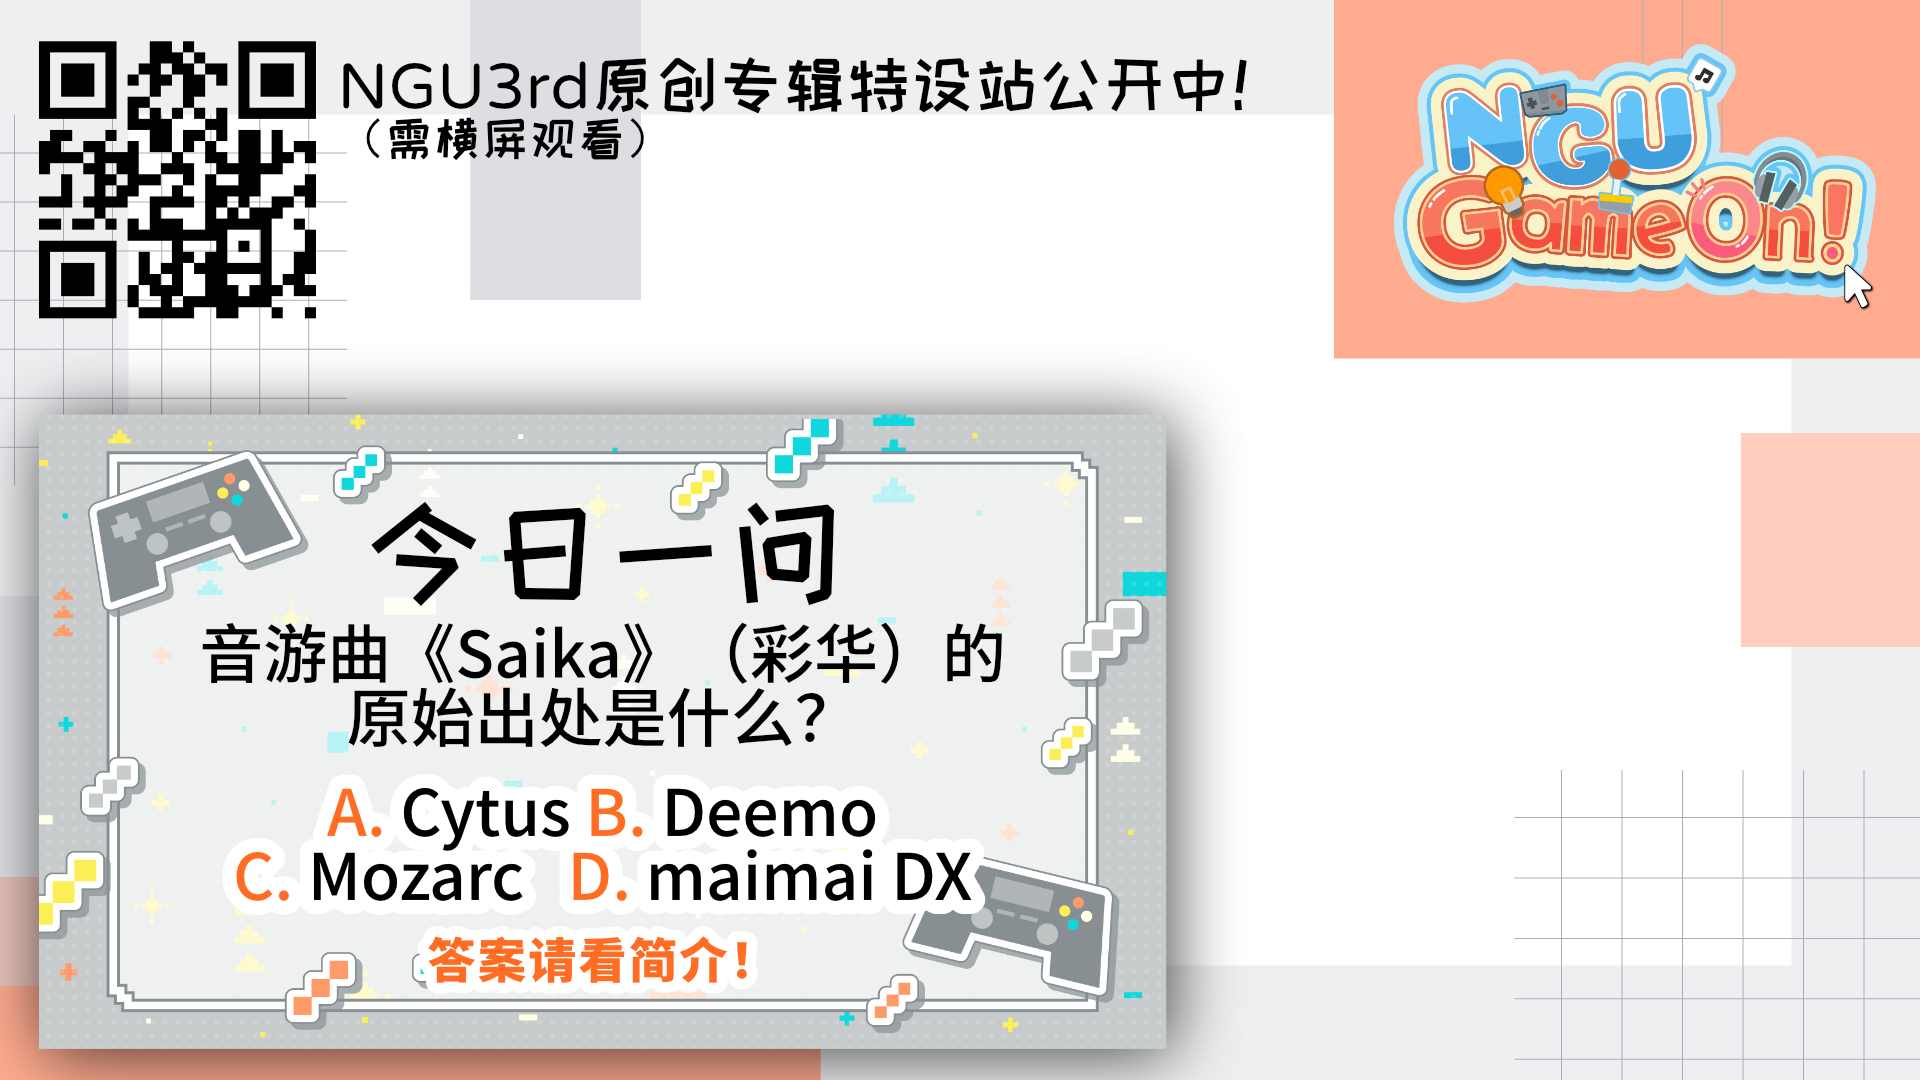 NGU3rd原创专辑特设站公开中!
（需横屏观看）
NGU
GameOn!
今日一问
音游曲《Saika》（彩华）的
原始出处是什么？
A. Cytus B. Deemo
C. Mozarc D. maimai DX
答案请看简介！